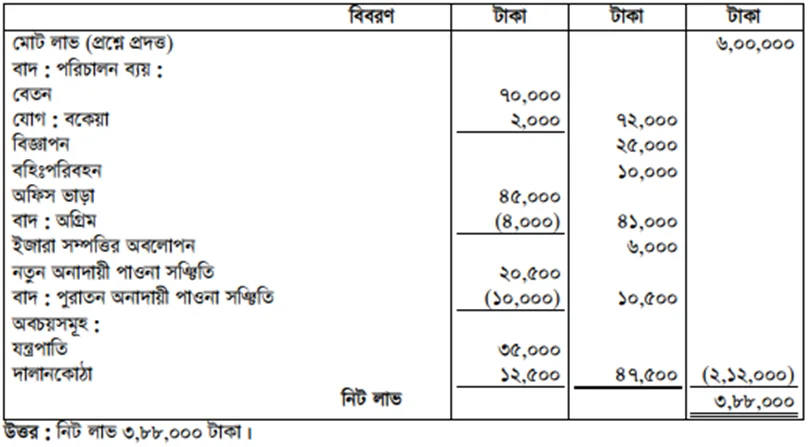 বিবরণ টাকা টাকা টাকা
মোট লাভ (প্রশ্নে প্রদত্ত) ৬,০০,০০০
বাদ : পরিচালন ব্যয় :
বেতন ৭০,০০০
যোগ : বকেয়া ২,০০০ ৭২,০০০
বিজ্ঞাপন ২৫,০০০
বহিঃপরিবহন ১০,০০০
অফিস ভাড়া ৪৫,০০০
বাদ : অগ্রিম (৪,০০০) ৪১,০০০
ইজারা সম্পত্তির অবলোপন ৬,০০০
নতুন অনাদায়ী পাওনা সঞ্চিতি ২০,৫০০
বাদ : পুরাতন অনাদায়ী পাওনা সঞ্চিতি (১০,০০০) ১০,৫০০
অবচয়সমূহ :
যন্ত্রপাতি ৩৫,০০০
দালানকোঠা ১২,৫০০ ৪৭,৫০০ (২,১২,০০০)
নিট লাভ ৩,৮৮,০০০
উত্তর : নিট লাভ ৩,৮৮,০০০ টাকা।